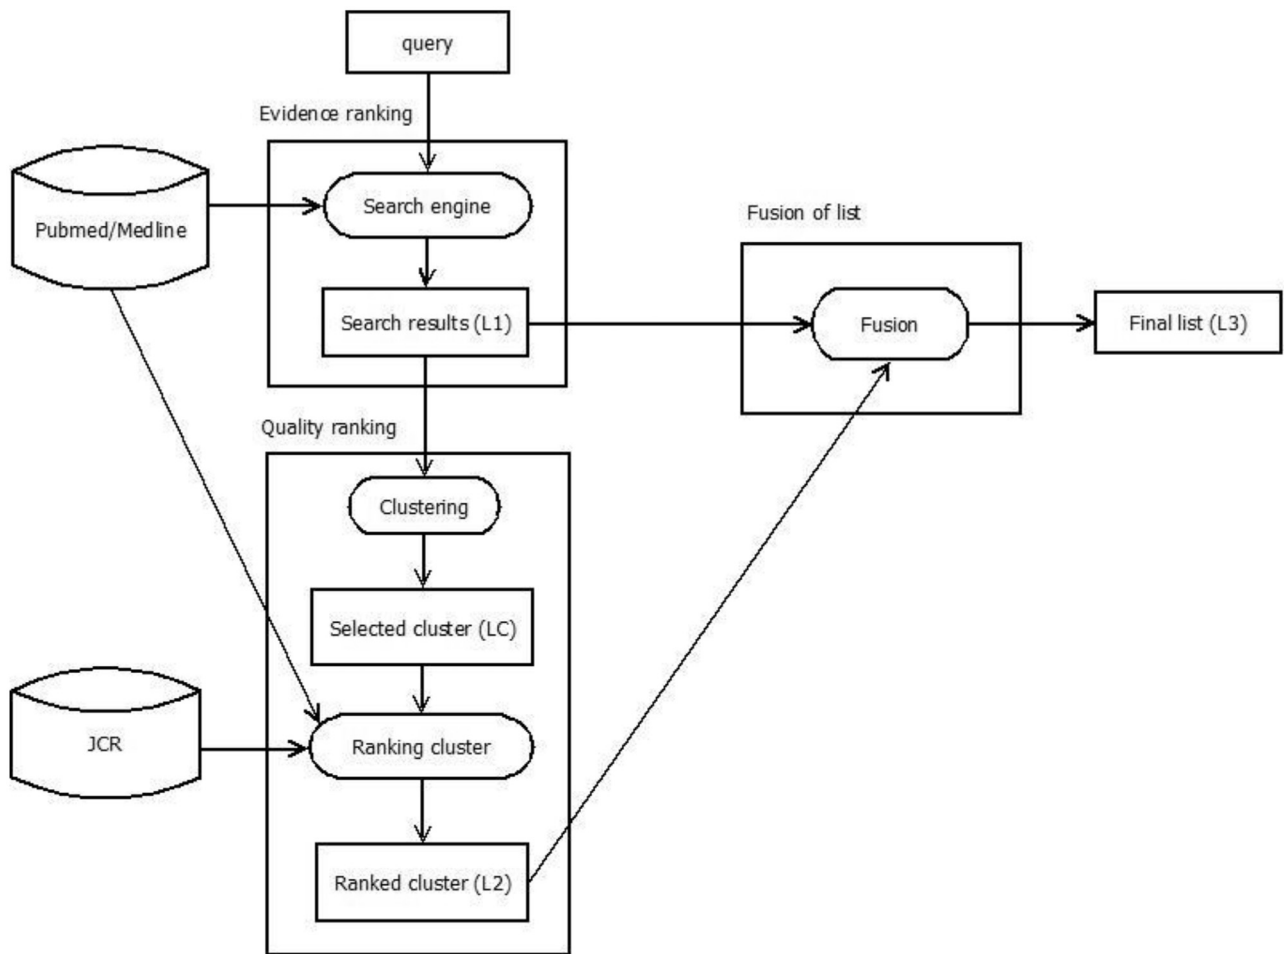 query
Evidence ranking
Search engine
Pubmed/Medline
Fusion of list
Search results (L1)
Fusion
Final list (L3)
Quality ranking
Clustering
Selected cluster (LC)
JCR
Ranking cluster
Ranked cluster (L2)